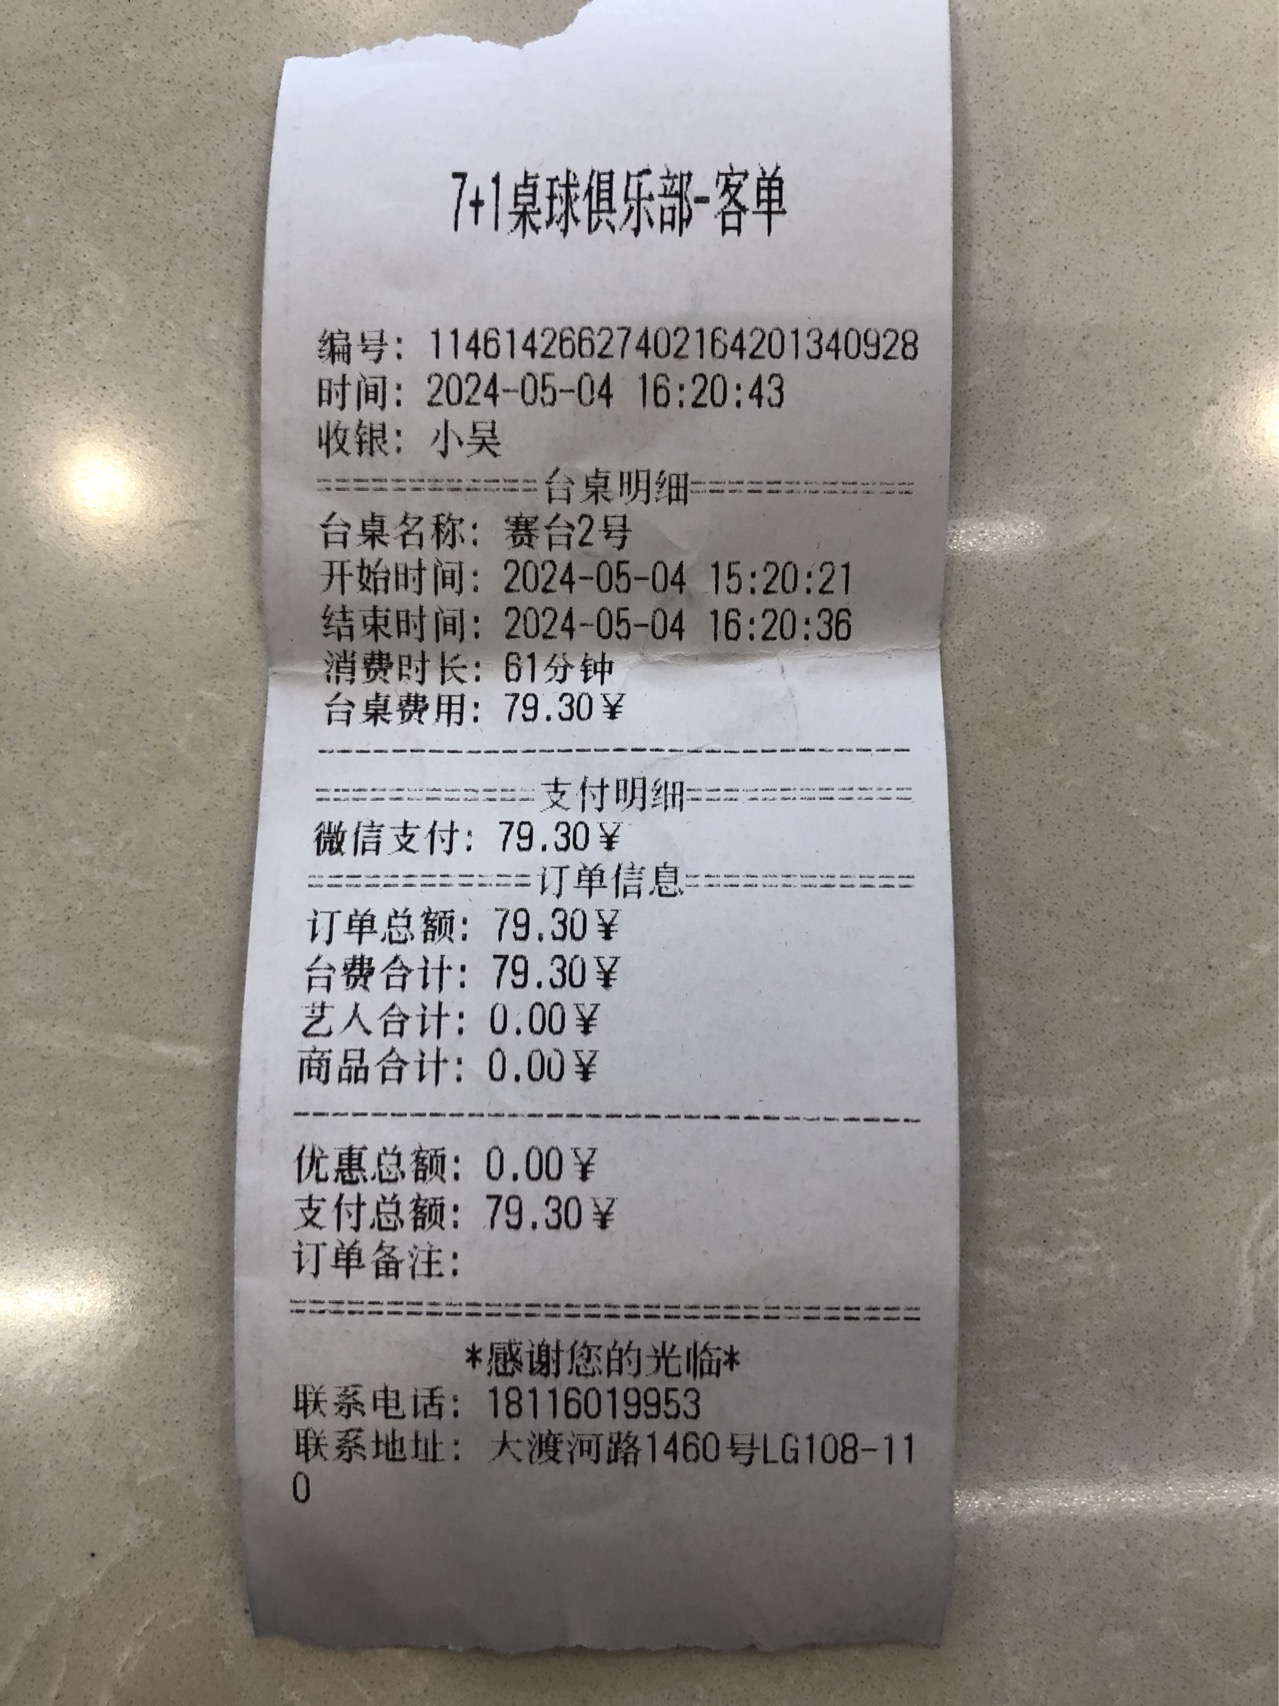 7+1桌球俱乐部-客单
编号: 1146142662740216420134​0928
时间: 2024-05-04 16:20:43
收银: 小吴
============台桌明细============
台桌名称: 赛台2号
开始时间: 2024-05-04 15:20:21
结束时间: 2024-05-04 16:20:36
消费时长: 61分钟
台桌费用: 79.30¥
--------------------------------
============支付明细============
微信支付: 79.30¥
============订单信息============
订单总额: 79.30¥
台费合计: 79.30¥
艺人合计: 0.00¥
商品合计: 0.00¥
--------------------------------
优惠总额: 0.00¥
支付总额: 79.30¥
订单备注:
================================
*感谢您的光临*
联系电话: 18116019953
联系地址: 大渡河路1460号LG108-11
0